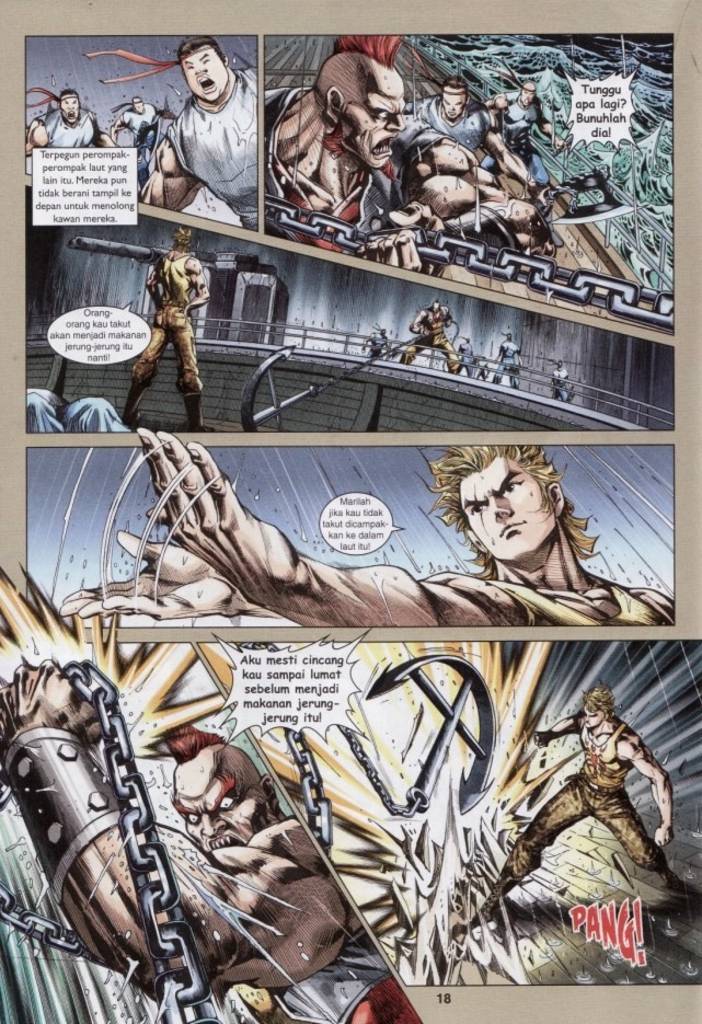 Terpegun perompak-
perompak laut yang
lain itu. Mereka pun
tidak berani tampil ke
depan untuk menolong
kawan mereka.
Tunggu
apa lagi?
Bunuhlah
dia!
Orang-
orang kau takut
akan menjadi makanan
jerung-jerung itu
nanti!
Marilah
jika kau tidak
takut dicampak-
kan ke dalam
laut itu!
Aku mesti cincang
kau sampai lumat
sebelum menjadi
makanan jerung-
jerung itu!
PANG!
18